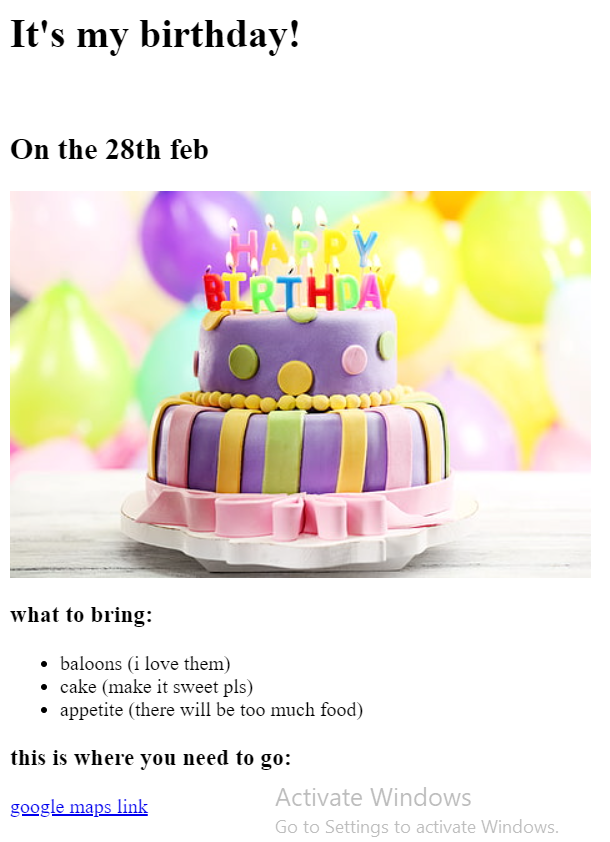 It's my birthday!
On the 28th feb
HAPPY
BIRTHDAY
what to bring:
baloons (i love them)
cake (make it sweet pls)
appetite (there will be too much food)
this is where you need to go:
google maps link
Activate Windows
Go to Settings to activate Windows.